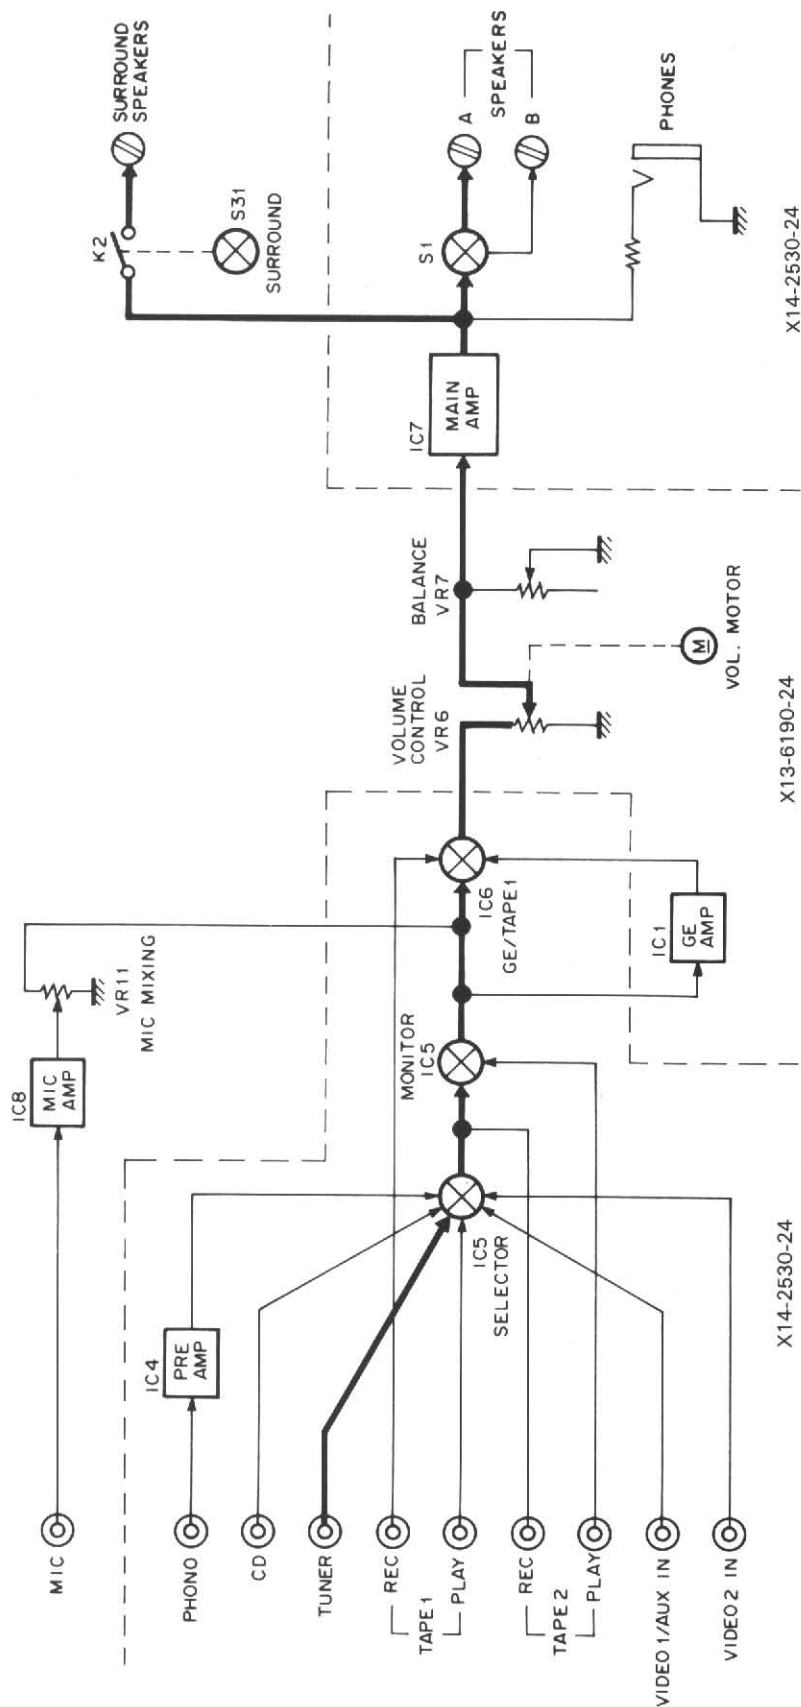 MIC
IC8
MIC
AMP
VR11
MIC MIXING
PHONO
IC4
PRE
AMP
CD
TUNER
REC
TAPE 1
PLAY
REC
TAPE 2
PLAY
VIDEO 1/AUX IN
VIDEO 2 IN
IC5
SELECTOR
MONITOR
IC5
IC6
GE/TAPE 1
IC1
GE
AMP
X14-2530-24
VOLUME
CONTROL
VR6
BALANCE
VR7
M
VOL. MOTOR
X13-6190-24
IC7
MAIN
AMP
K2
SURROUND
SPEAKERS
S31
SURROUND
S1
A
SPEAKERS
B
PHONES
X14-2530-24